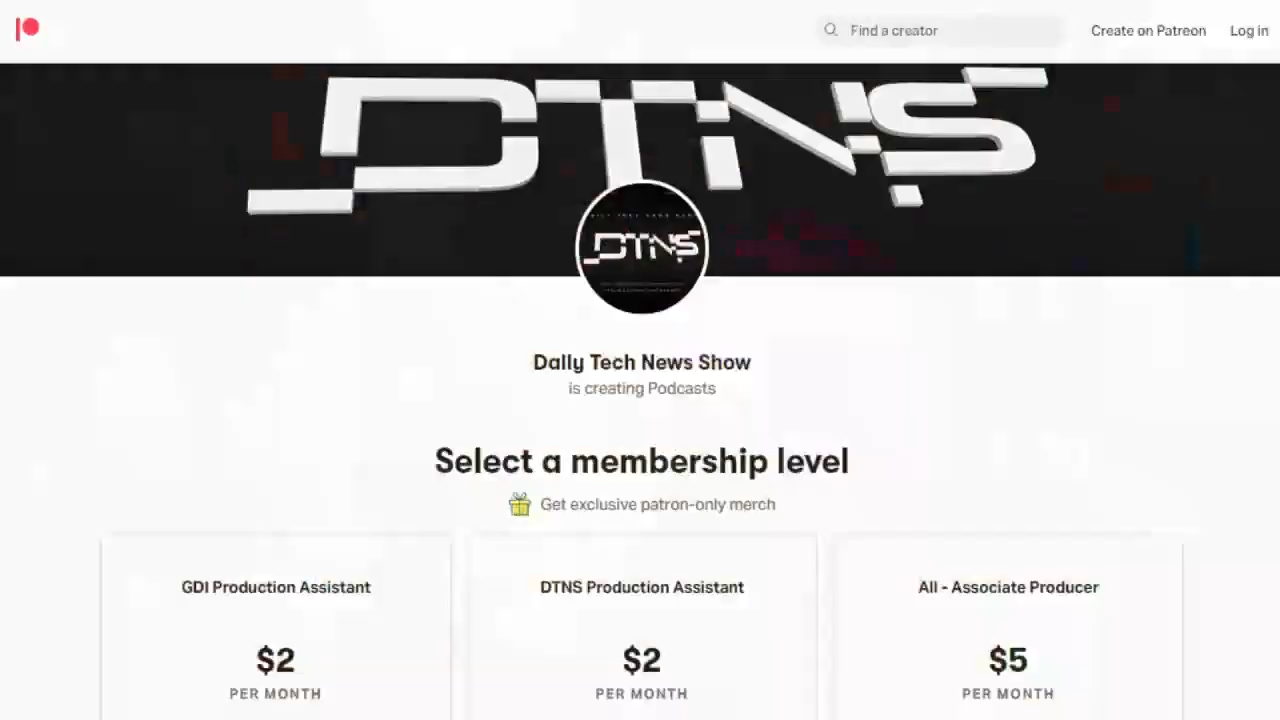 Find a creator
Create on Patreon
Log in
DTNS
DTNS
Daily Tech News Show
is creating Podcasts
Select a membership level
Get exclusive patron-only merch
GDI Production Assistant
DTNS Production Assistant
All - Associate Producer
$2
$2
$5
PER MONTH
PER MONTH
PER MONTH